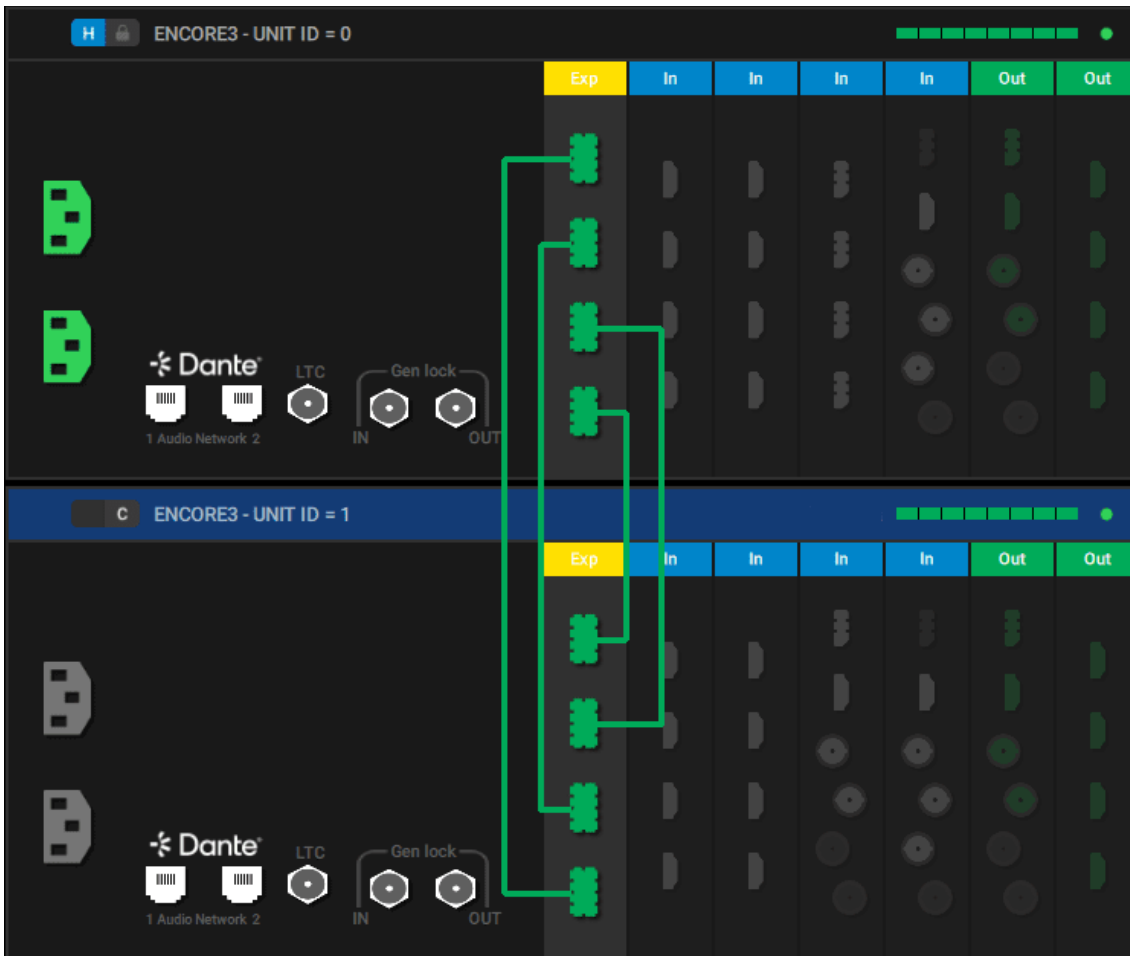 H ENCORE3 - UNIT ID = 0
Exp In In In In Out Out
Dante
LTC
Gen lock
1 Audio Network 2
IN
OUT
C ENCORE3 - UNIT ID = 1
Exp In In In In Out Out
Dante
LTC
Gen lock
1 Audio Network 2
IN
OUT